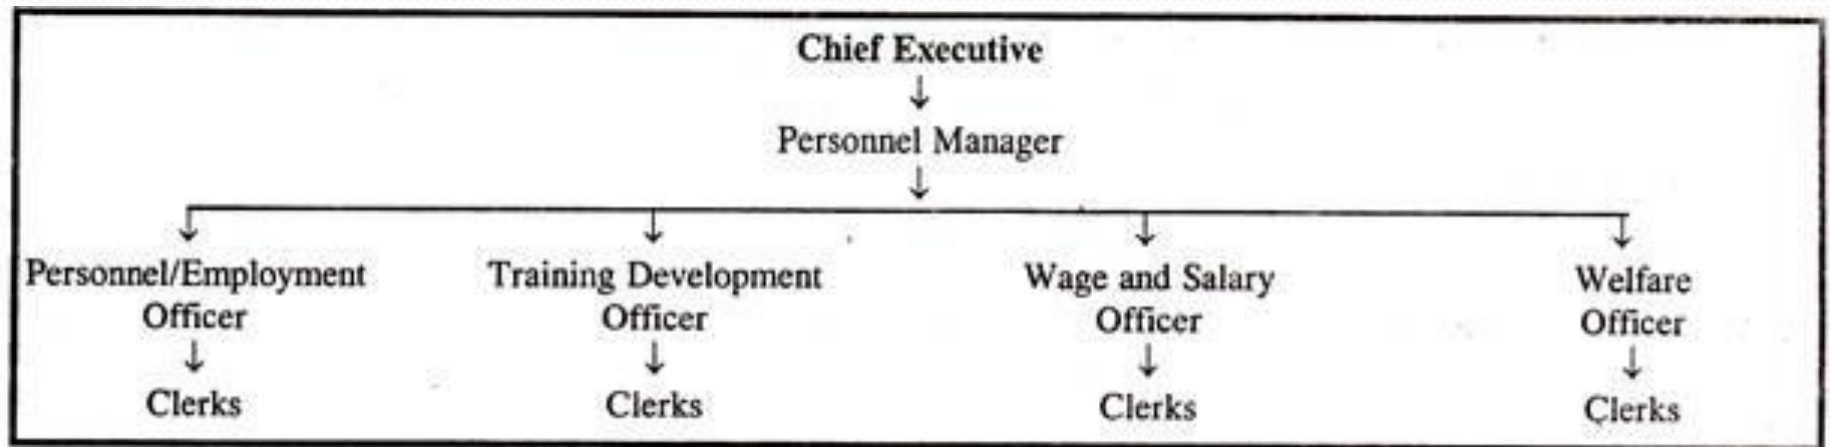 Chief Executive
Personnel Manager
Personnel/Employment
Officer
Training Development
Officer
Wage and Salary
Officer
Welfare
Officer
Clerks
Clerks
Clerks
Clerks